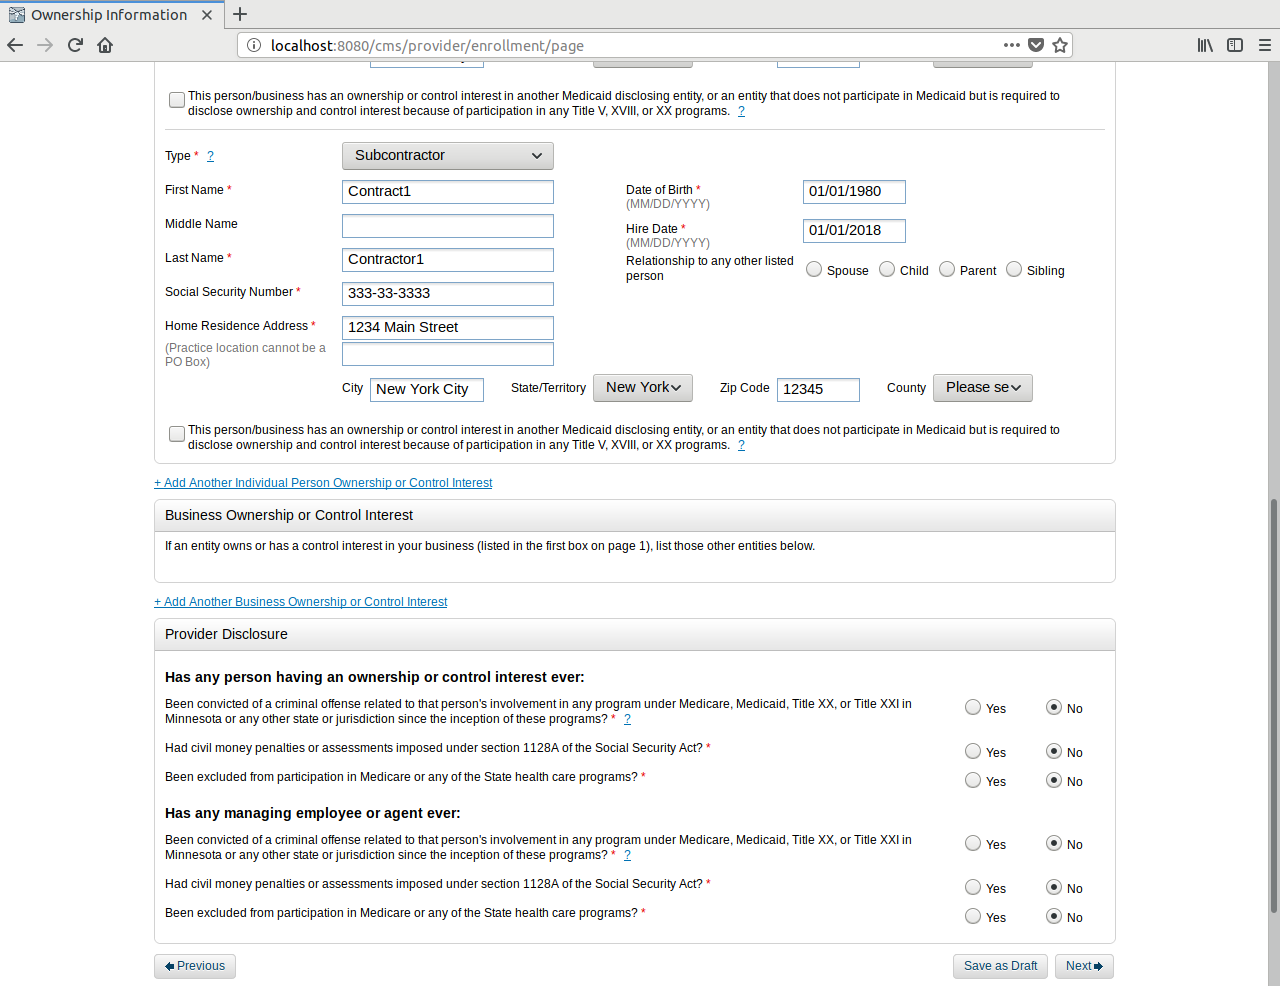 Ownership Information
localhost:8080/cms/provider/enrollment/page
This person/business has an ownership or control interest in another Medicaid disclosing entity, or an entity that does not participate in Medicaid but is required to
disclose ownership and control interest because of participation in any Title V, XVIII, or XX programs. ?
Type * ? Subcontractor
First Name * Contract1
Date of Birth * 01/01/1980
(MM/DD/YYYY)
Middle Name
Hire Date * 01/01/2018
(MM/DD/YYYY)
Last Name * Contractor1
Relationship to any other listed
person
Spouse Child Parent Sibling
Social Security Number * 333-33-3333
Home Residence Address * 1234 Main Street
(Practice location cannot be a
PO Box)
City New York City State/Territory New York Zip Code 12345 County Please se
This person/business has an ownership or control interest in another Medicaid disclosing entity, or an entity that does not participate in Medicaid but is required to
disclose ownership and control interest because of participation in any Title V, XVIII, or XX programs. ?
+ Add Another Individual Person Ownership or Control Interest
Business Ownership or Control Interest
If an entity owns or has a control interest in your business (listed in the first box on page 1), list those other entities below.
+ Add Another Business Ownership or Control Interest
Provider Disclosure
Has any person having an ownership or control interest ever:
Been convicted of a criminal offense related to that person's involvement in any program under Medicare, Medicaid, Title XX, or Title XXI in
Minnesota or any other state or jurisdiction since the inception of these programs? * ?
Yes No
Had civil money penalties or assessments imposed under section 1128A of the Social Security Act? * Yes No
Been excluded from participation in Medicare or any of the State health care programs? * Yes No
Has any managing employee or agent ever:
Been convicted of a criminal offense related to that person's involvement in any program under Medicare, Medicaid, Title XX, or Title XXI in
Minnesota or any other state or jurisdiction since the inception of these programs? * ?
Yes No
Had civil money penalties or assessments imposed under section 1128A of the Social Security Act? * Yes No
Been excluded from participation in Medicare or any of the State health care programs? * Yes No
Previous Save as Draft Next